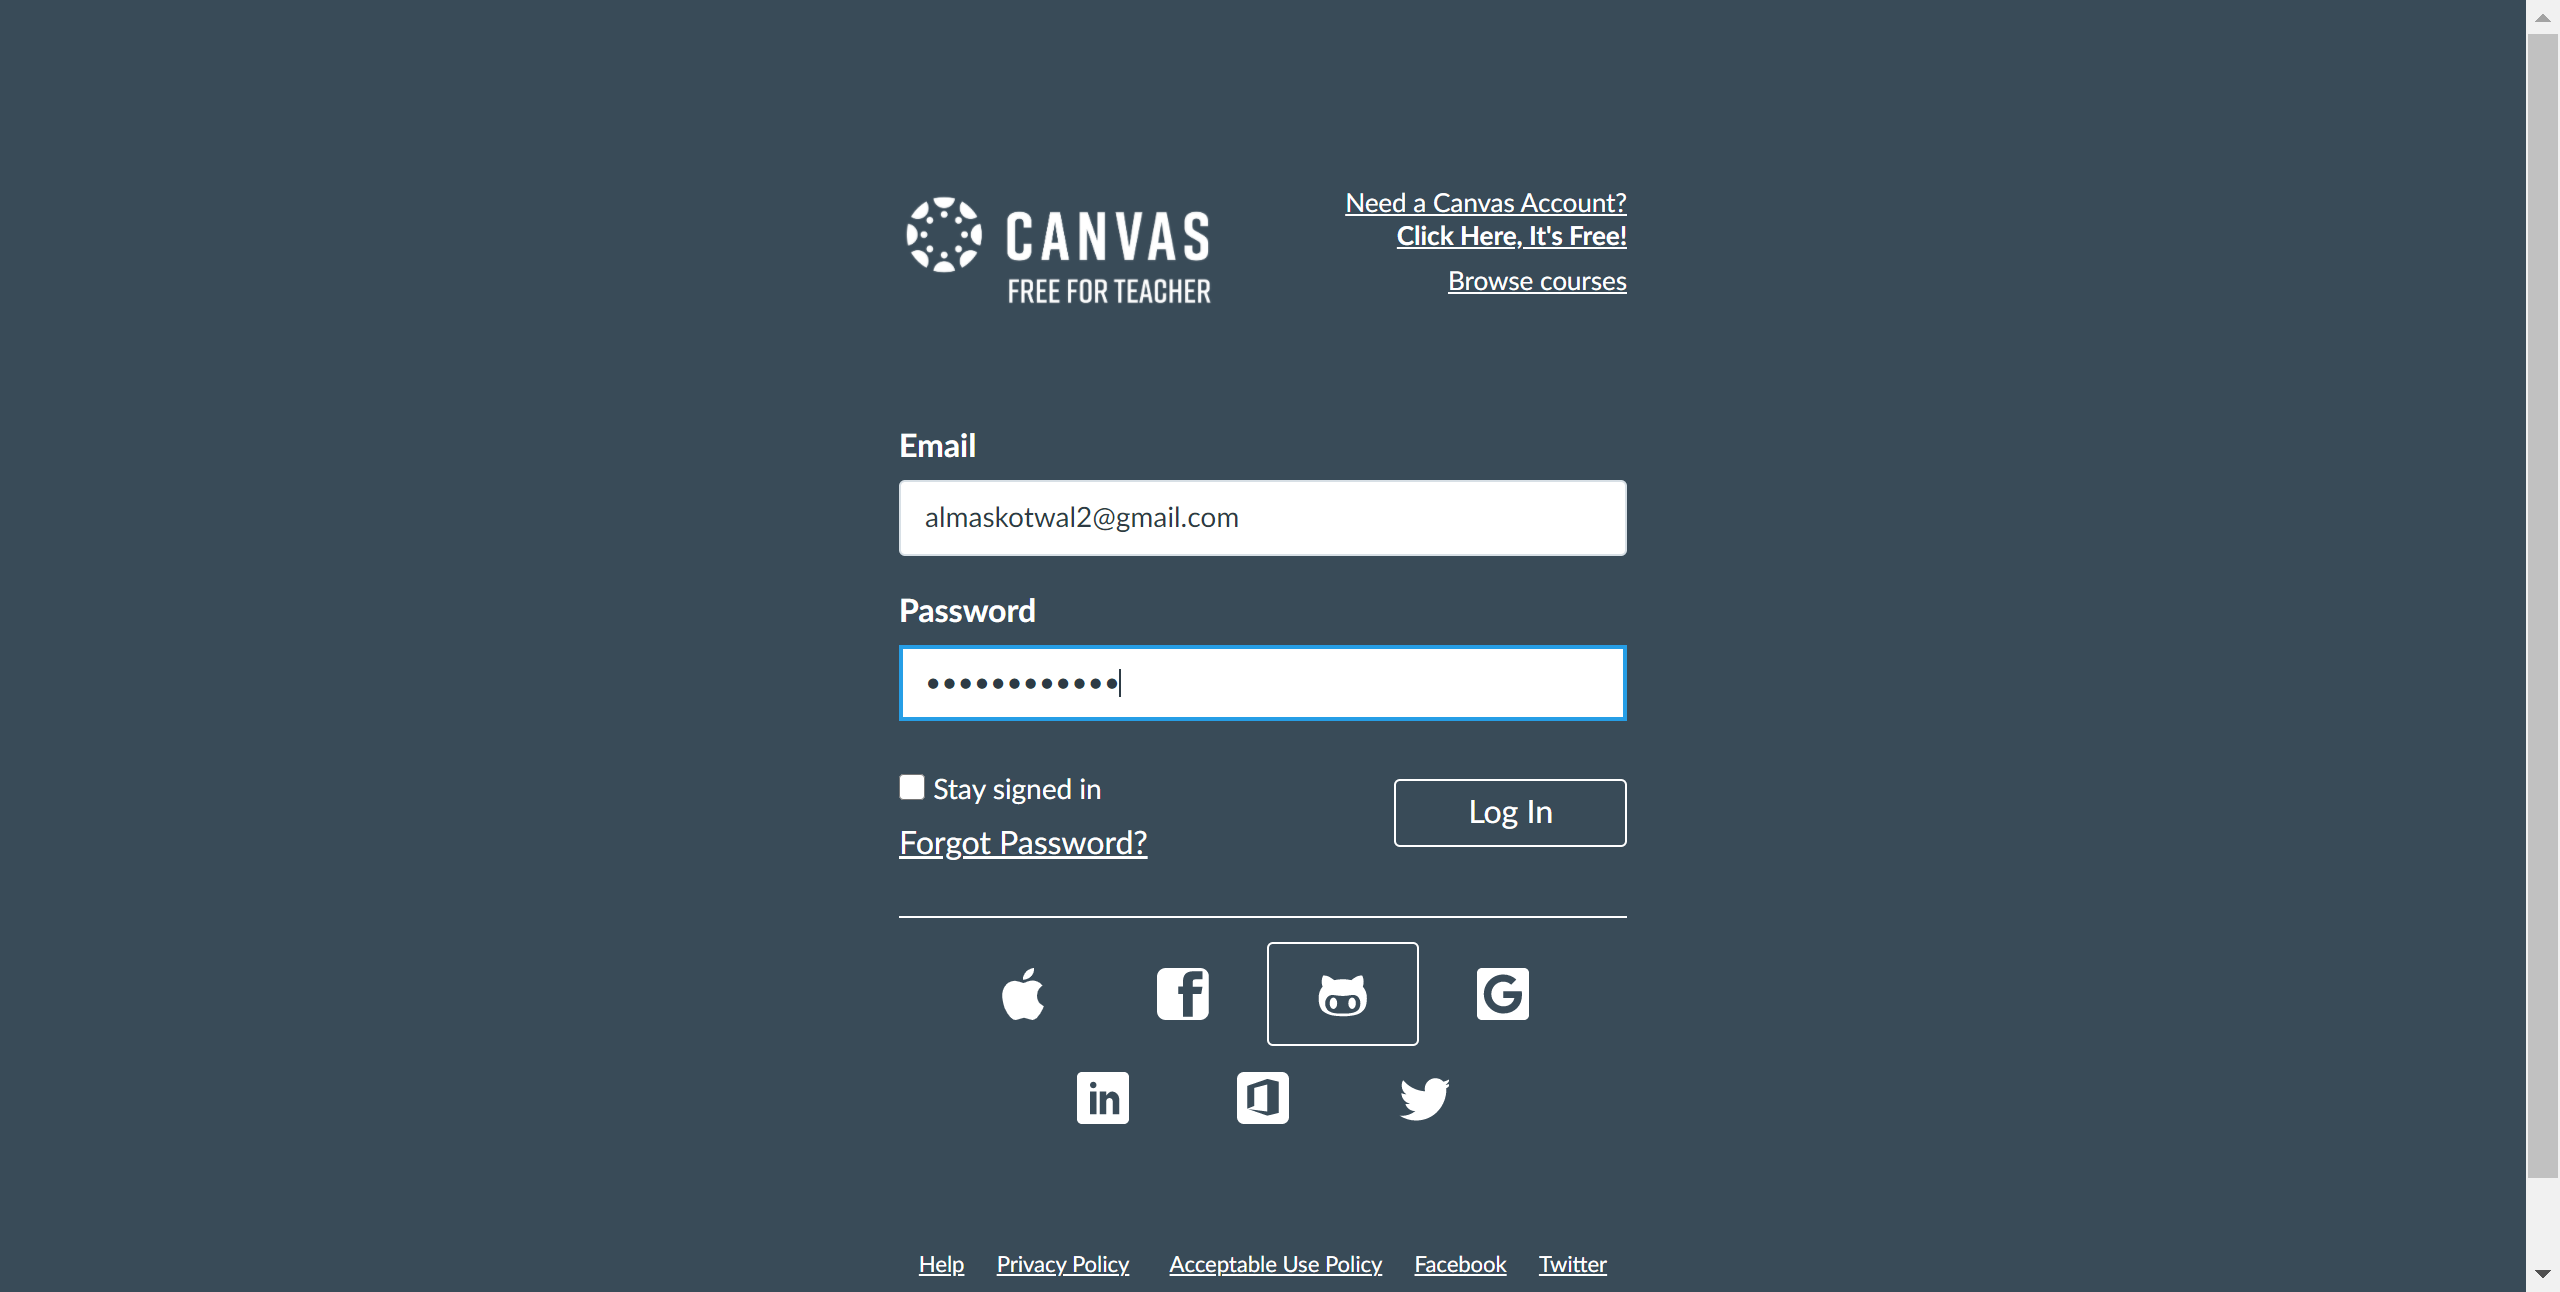 CANVAS
FREE FOR TEACHER
Need a Canvas Account?
Click Here, It's Free!
Browse courses
Email
almaskotwal2@gmail.com
Password
••••••••••••
Stay signed in
Forgot Password?
Log In
Help Privacy Policy Acceptable Use Policy Facebook Twitter